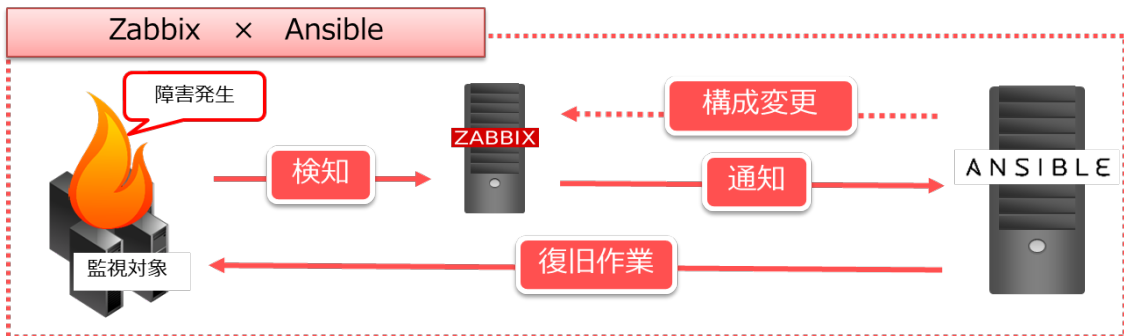 Zabbix × Ansible
障害発生
構成変更
ZABBIX
検知
通知
ANSIBLE
監視対象
復旧作業